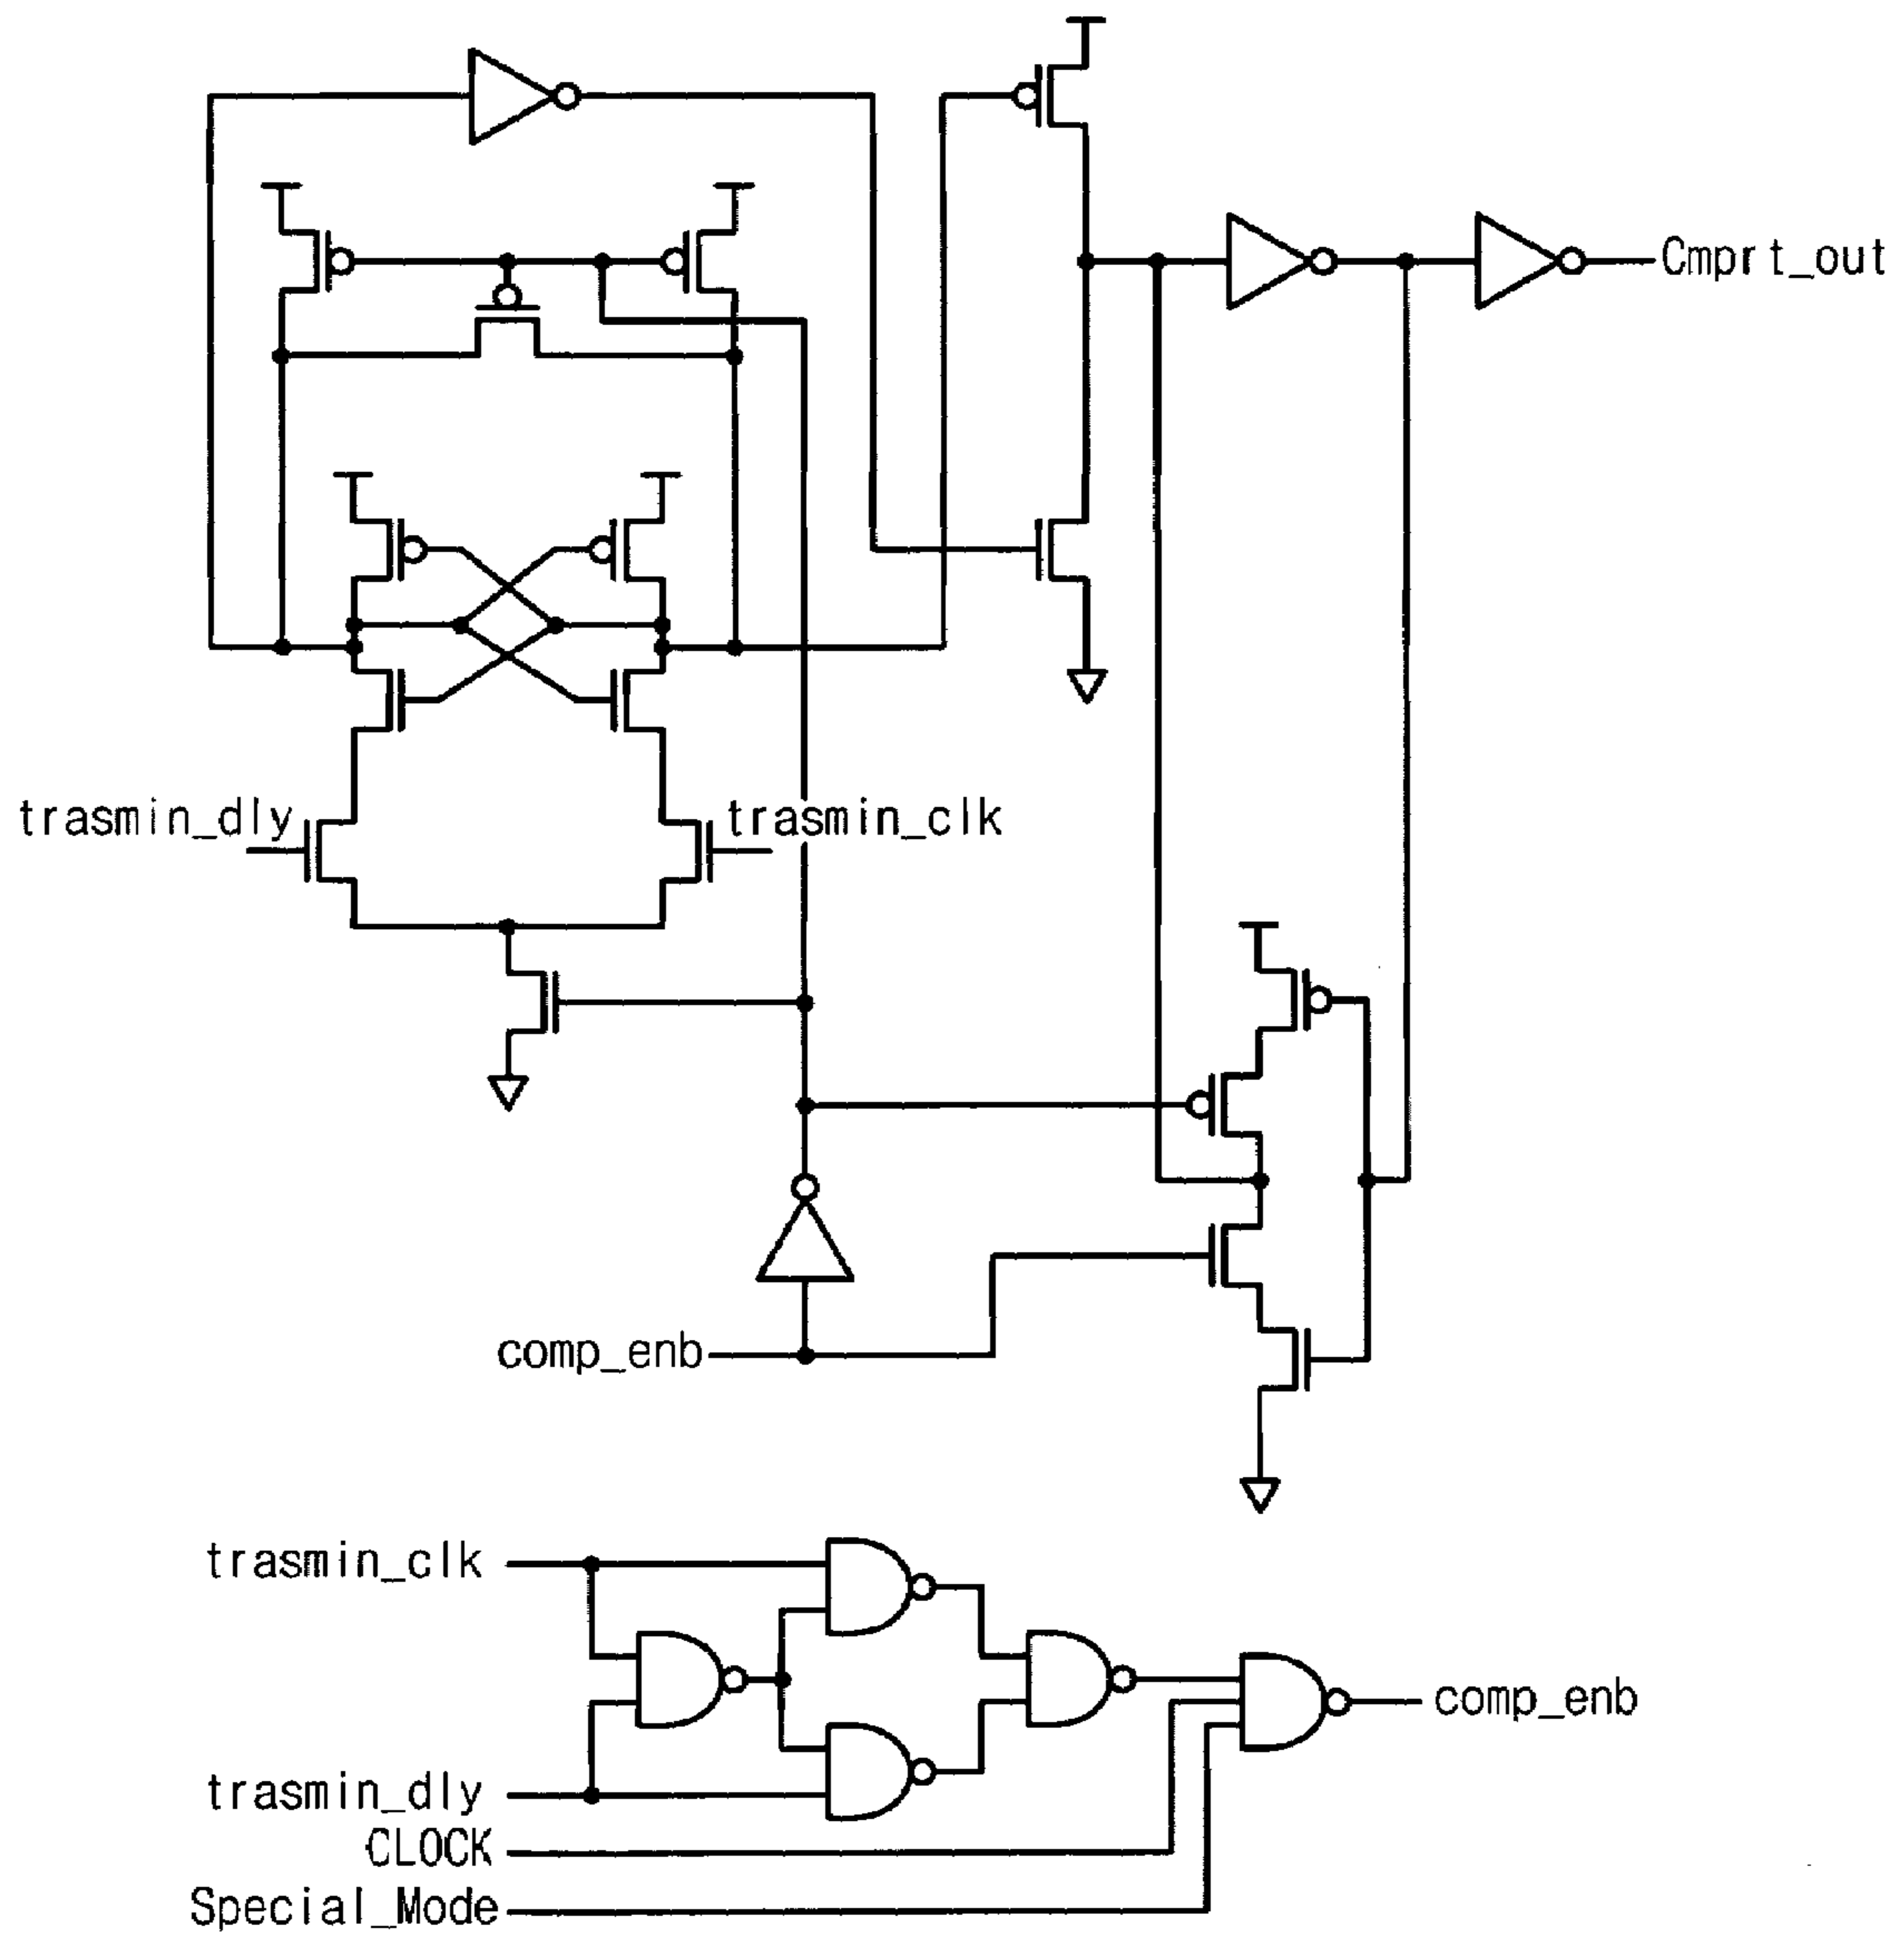 Cmprt_out
trasmin_dly
trasmin_clk
comp_enb
trasmin_clk
comp_enb
trasmin_dly
CLOCK
Special_Mode